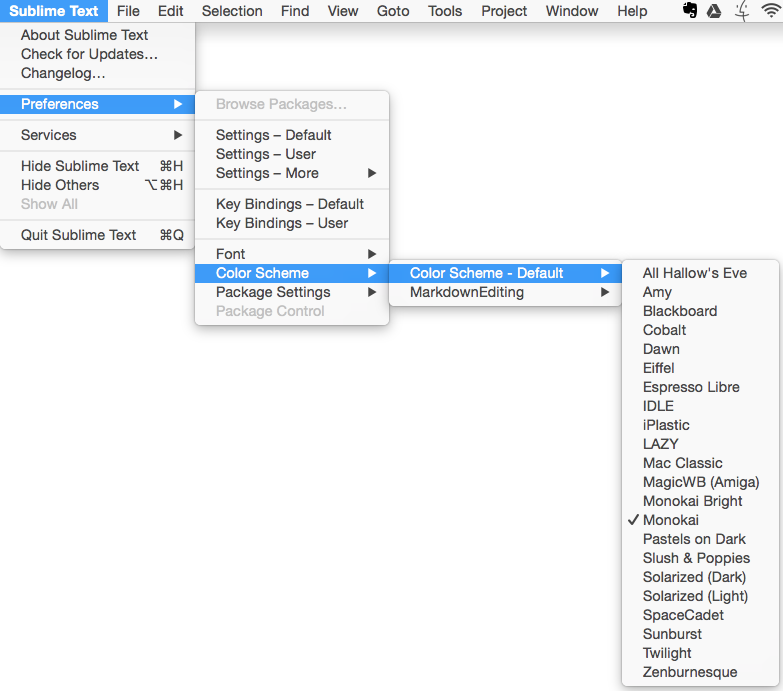 Sublime Text File Edit Selection Find View Goto Tools Project Window Help
About Sublime Text
Check for Updates...
Changelog...
Preferences
Services
Hide Sublime Text ⌘H
Hide Others ⌥⌘H
Show All
Quit Sublime Text ⌘Q
Browse Packages...
Settings – Default
Settings – User
Settings – More
Key Bindings – Default
Key Bindings – User
Font
Color Scheme
Package Settings
Package Control
Color Scheme - Default
MarkdownEditing
All Hallow's Eve
Amy
Blackboard
Cobalt
Dawn
Eiffel
Espresso Libre
IDLE
iPlastic
LAZY
Mac Classic
MagicWB (Amiga)
Monokai Bright
Monokai
Pastels on Dark
Slush & Poppies
Solarized (Dark)
Solarized (Light)
SpaceCadet
Sunburst
Twilight
Zenburnesque